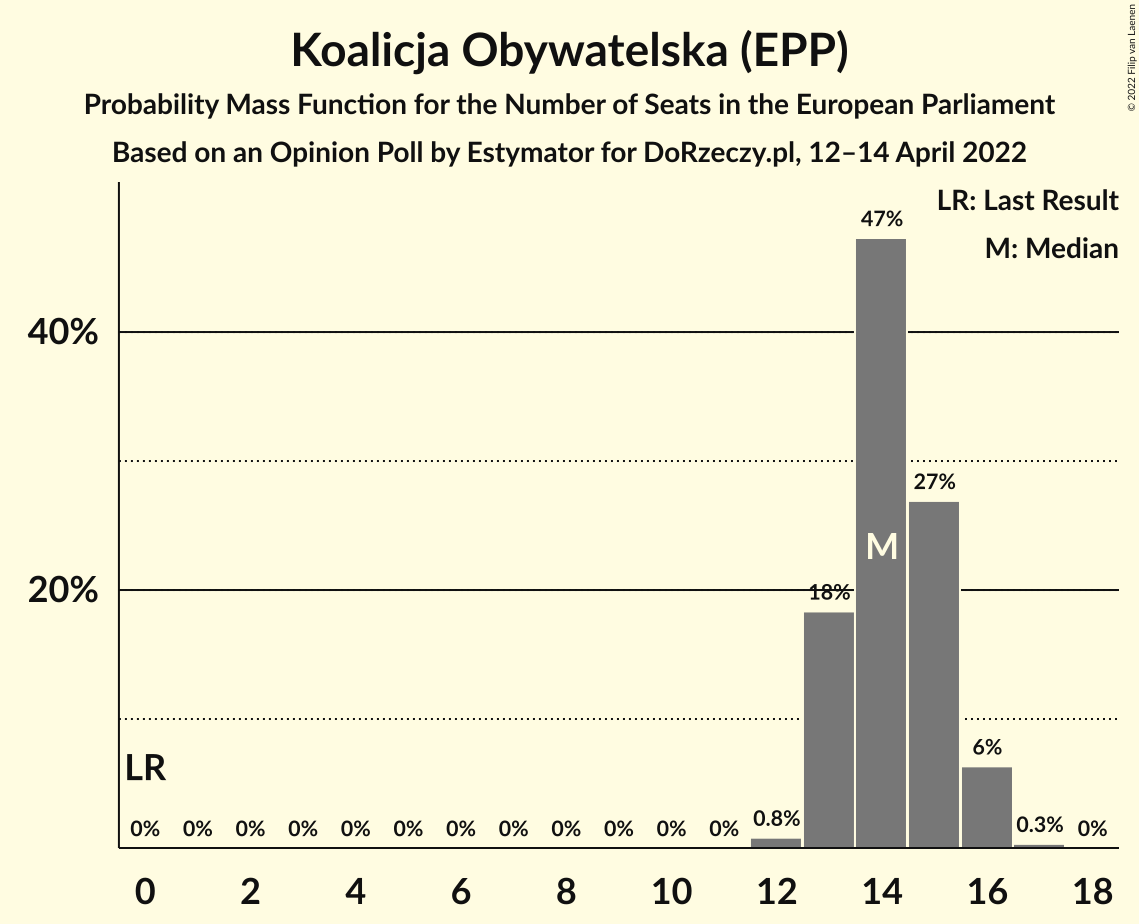 Koalicja Obywatelska (EPP)
Probability Mass Function for the Number of Seats in the European Parliament
Based on an Opinion Poll by Estymator for DoRzeczy.pl, 12–14 April 2022
© 2022 Filip van Laenen
LR: Last Result
M: Median
47%
40%
27%
M
20%
18%
LR
6%
0% 0% 0% 0% 0% 0% 0% 0% 0% 0% 0% 0% 0.8% 0.3% 0%
0 2 4 6 8 10 12 14 16 18